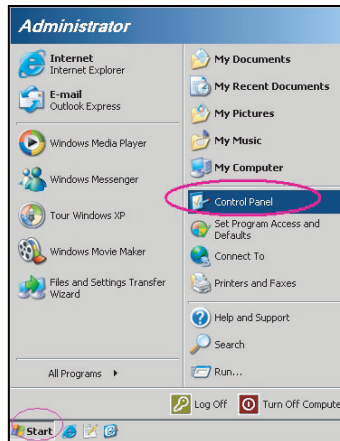 Administrator
Internet
Internet Explorer
E-mail
Outlook Express
Windows Media Player
Windows Messenger
Tour Windows XP
Windows Movie Maker
Files and Settings Transfer
Wizard
All Programs
My Documents
My Recent Documents
My Pictures
My Music
My Computer
Control Panel
Set Program Access and
Defaults
Connect To
Printers and Faxes
Help and Support
Search
Run...
Log Off
Turn Off Compute
Start